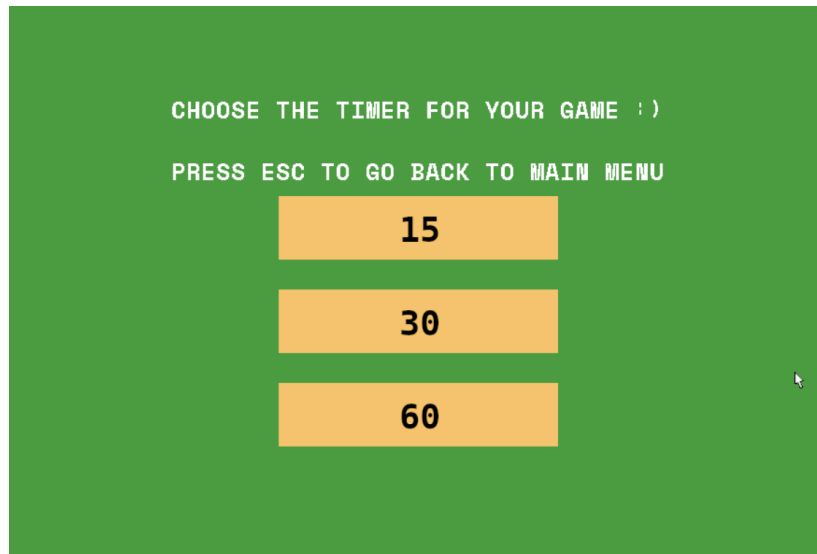 CHOOSE THE TIMER FOR YOUR GAME :)
PRESS ESC TO GO BACK TO MAIN MENU
15
30
60